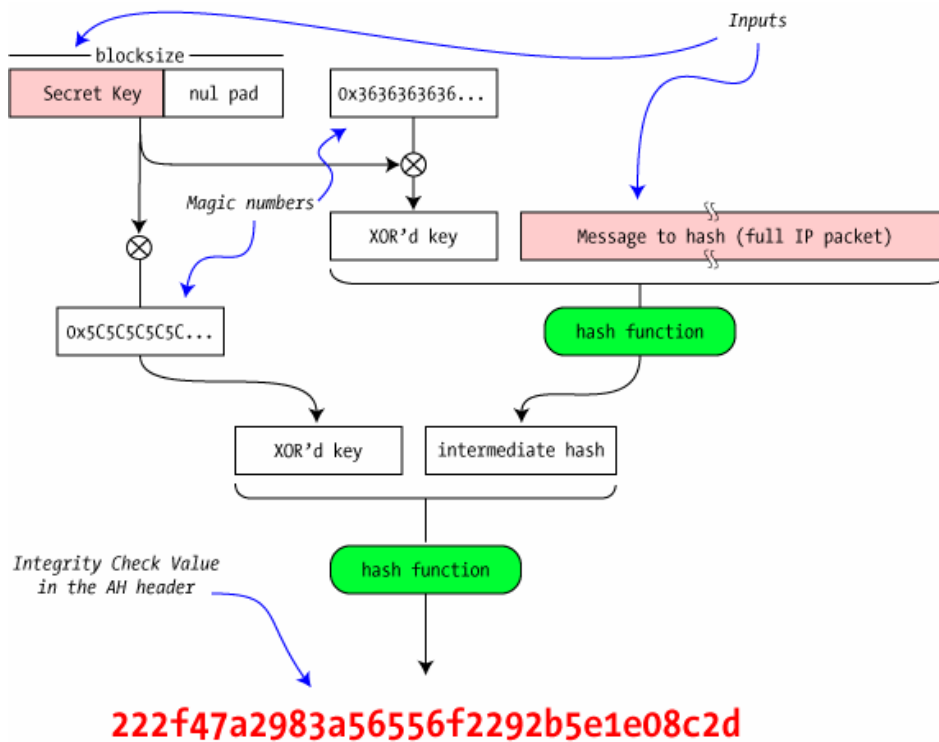 Inputs
blocksize
Secret Key
nul pad
0x3636363636...
Magic numbers
XOR'd key
Message to hash (full IP packet)
0x5C5C5C5C5C...
hash function
XOR'd key
intermediate hash
Integrity Check Value
in the AH header
hash function
222f47a2983a56556f2292b5e1e08c2d